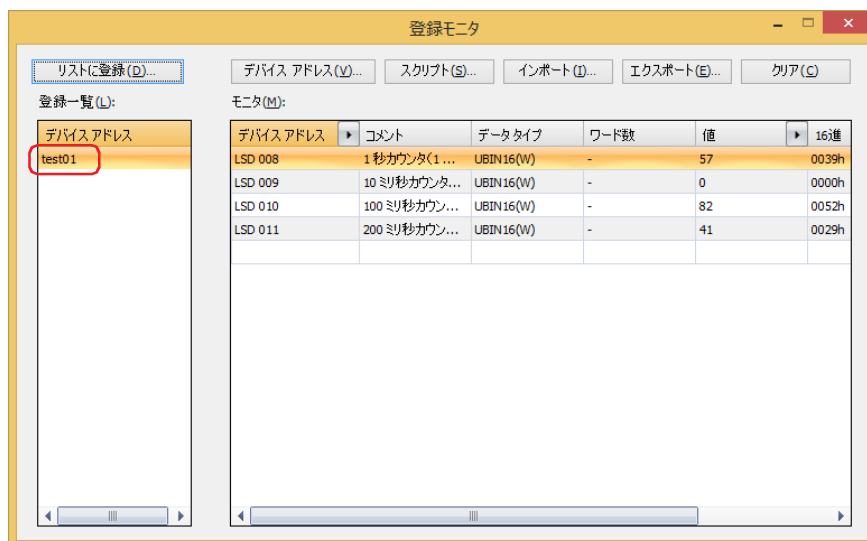 登録モニタ
リストに登録(D)... デバイス アドレス(V)... スクリプト(S)... インポート(I)... エクスポート(E)... クリア(C)
登録一覧(L): モニタ(M):
デバイス アドレス デバイス アドレス コメント データ タイプ ワード数 値 16進
test01 LSD 008 1 秒カウンタ(1 ... UBIN16(W) - 57 0039h
LSD 009 10 ミリ秒カウンタ... UBIN16(W) - 0 0000h
LSD 010 100 ミリ秒カウン... UBIN16(W) - 82 0052h
LSD 011 200 ミリ秒カウン... UBIN16(W) - 41 0029h